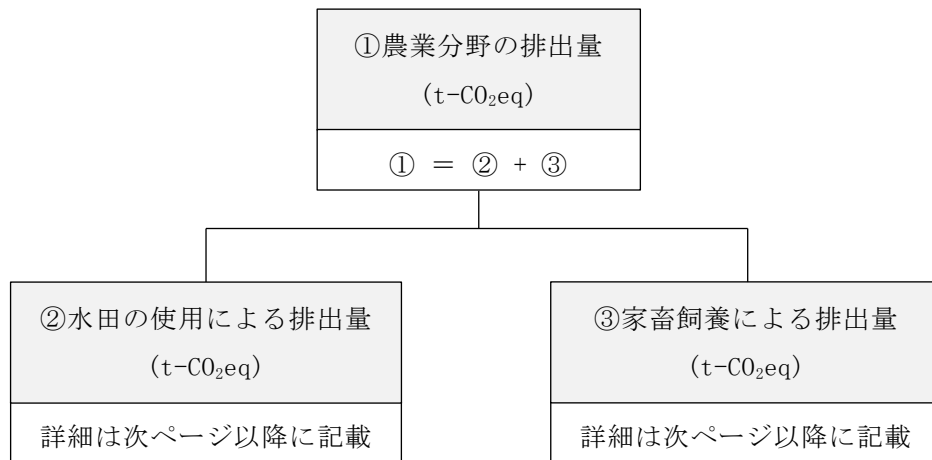 ①農業分野の排出量
(t-CO₂eq)
① = ② + ③
②水田の使用による排出量
(t-CO₂eq)
詳細は次ページ以降に記載
③家畜飼養による排出量
(t-CO₂eq)
詳細は次ページ以降に記載